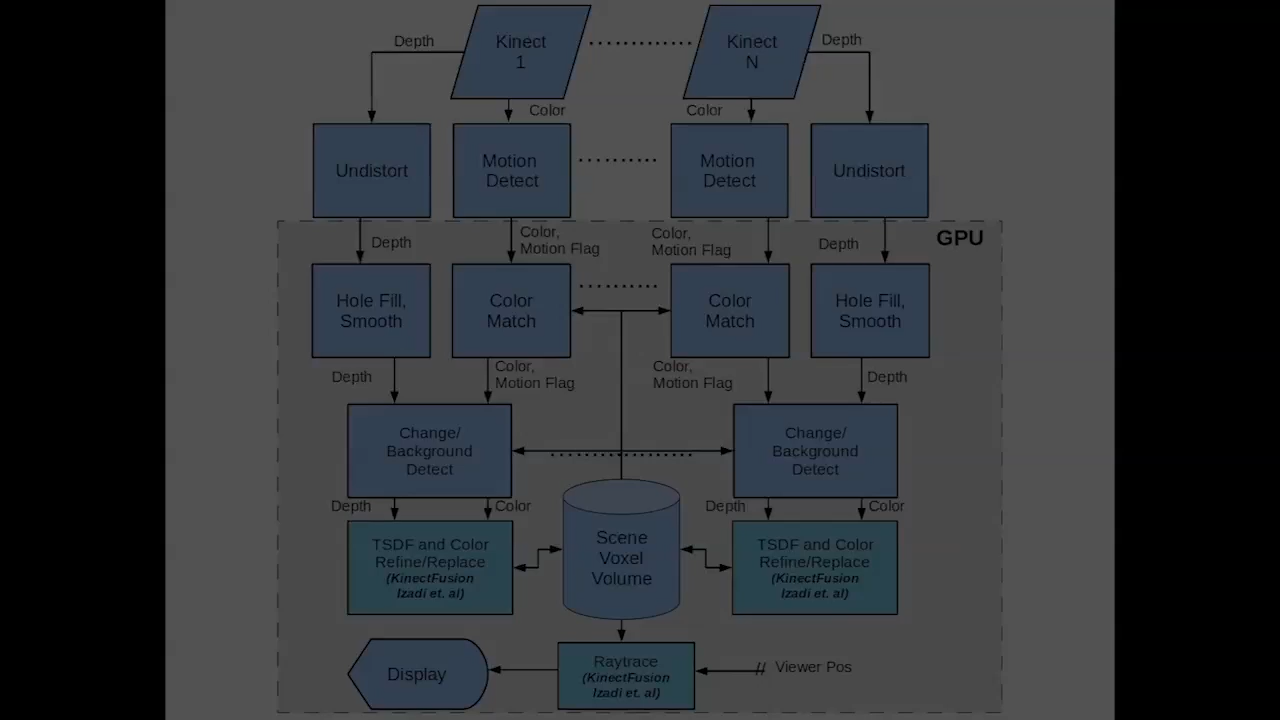 Depth
Kinect
1
Kinect
N
Depth
Color
Color
Undistort
Motion
Detect
Motion
Detect
Undistort
Depth
Color,
Motion Flag
Color,
Motion Flag
Depth
GPU
Hole Fill,
Smooth
Color
Match
Color
Match
Hole Fill,
Smooth
Depth
Color,
Motion Flag
Color,
Motion Flag
Depth
Change/
Background
Detect
Change/
Background
Detect
Depth
Color
Depth
Color
TSDF and Color
Refine/Replace
(KinectFusion
Izadi et. al)
Scene
Voxel
Volume
TSDF and Color
Refine/Replace
(KinectFusion
Izadi et. al)
Display
Raytrace
(KinectFusion
Izadi et. al)
// Viewer Pos